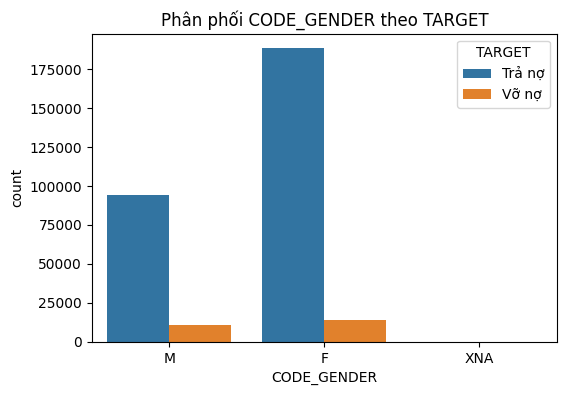 Phân phối CODE_GENDER theo TARGET
TARGET
Trả nợ
Vỡ nợ
175000
150000
125000
100000
75000
50000
25000
0
count
M
F
XNA
CODE_GENDER